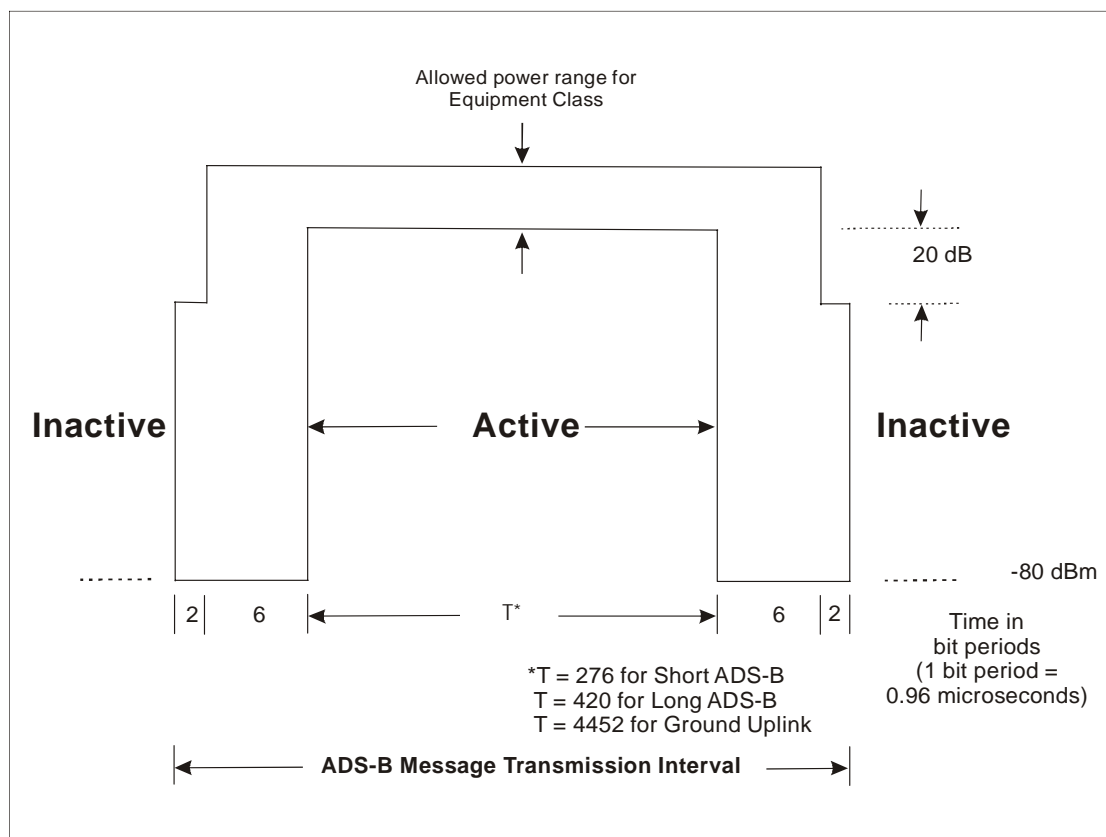 Allowed power range for
Equipment Class
20 dB
Inactive
Active
Inactive
-80 dBm
2
6
T*
6
2
Time in
bit periods
(1 bit period =
0.96 microseconds)
*T = 276 for Short ADS-B
T = 420 for Long ADS-B
T = 4452 for Ground Uplink
ADS-B Message Transmission Interval